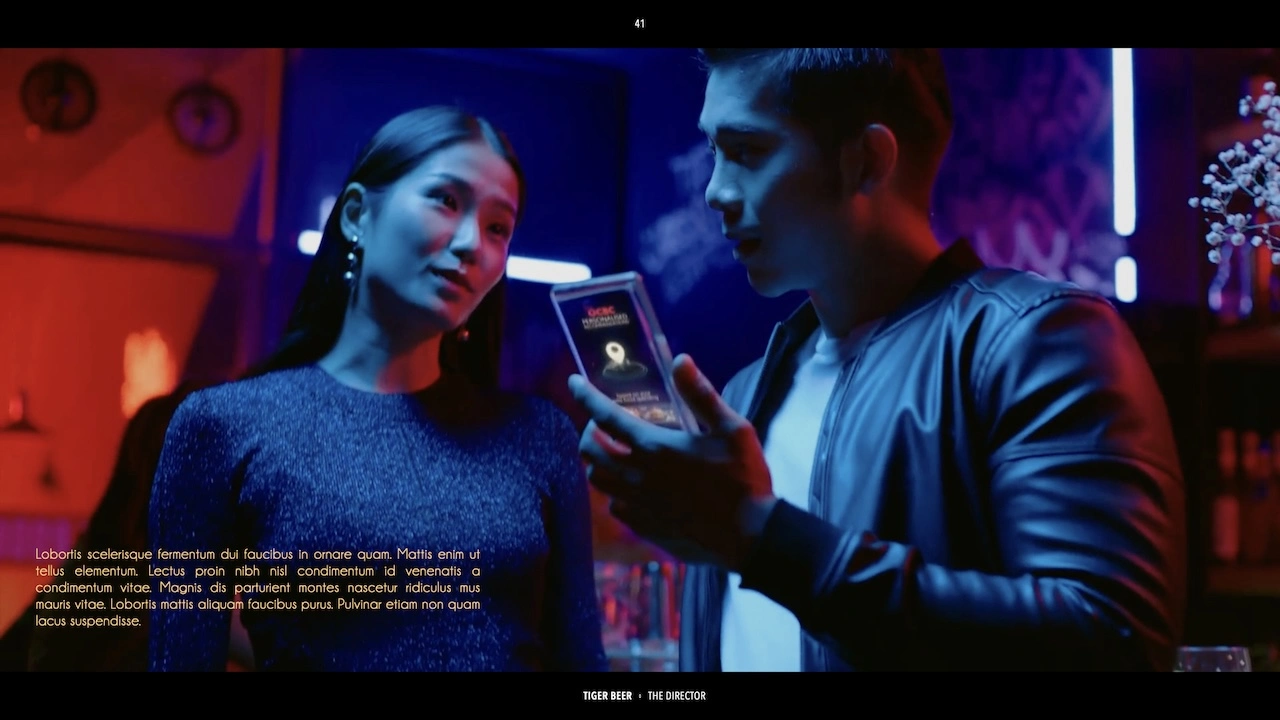 41
OCBC
PERSONALISED
Lobortis scelerisque fermentum dui faucibus in ornare quam. Mattis enim ut
tellus elementum. Lectus proin nibh nisl condimentum id venenatis a
condimentum vitae. Magnis dis parturient montes nascetur ridiculus mus
mauris vitae. Lobortis mattis aliquam faucibus purus. Pulvinar etiam non quam
lacus suspendisse.
TIGER BEER THE DIRECTOR